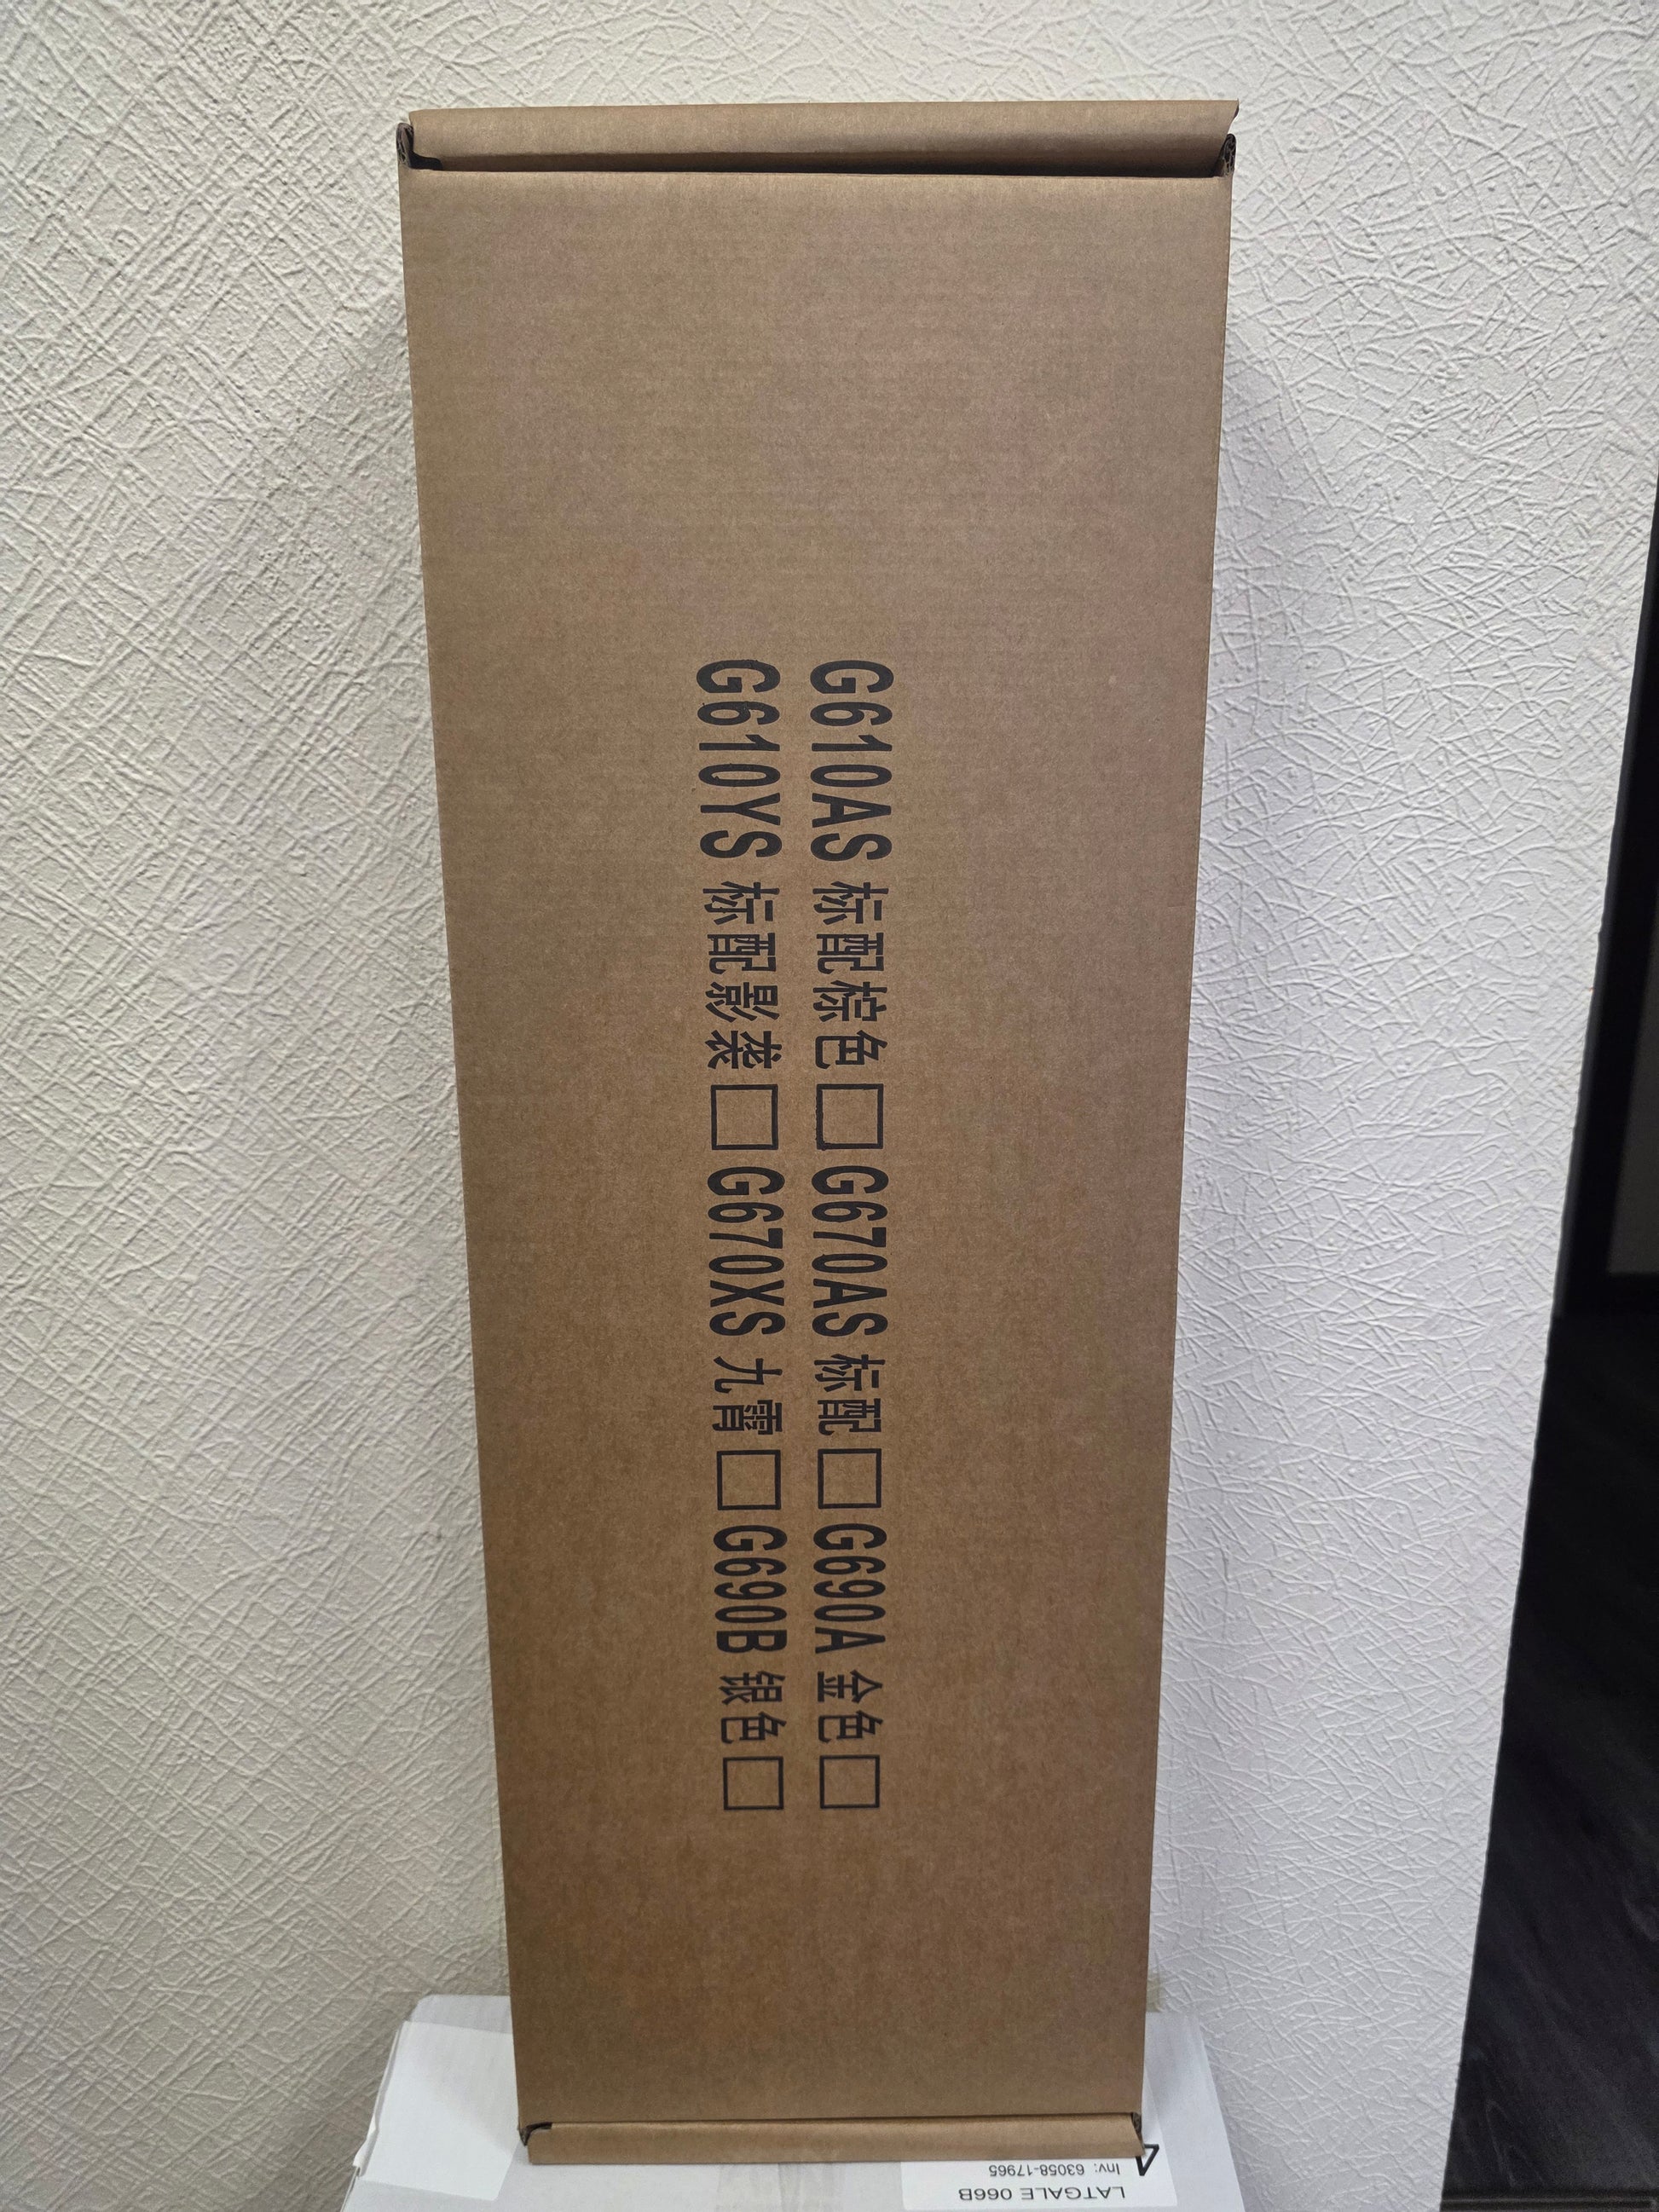 G610AS 标配棕色□G670AS 标配□G690A 金色□
G610YS 标配影袭□G670XS 九霄□G690B 银色□
LATGALE 066B
Inv: 63058-17965